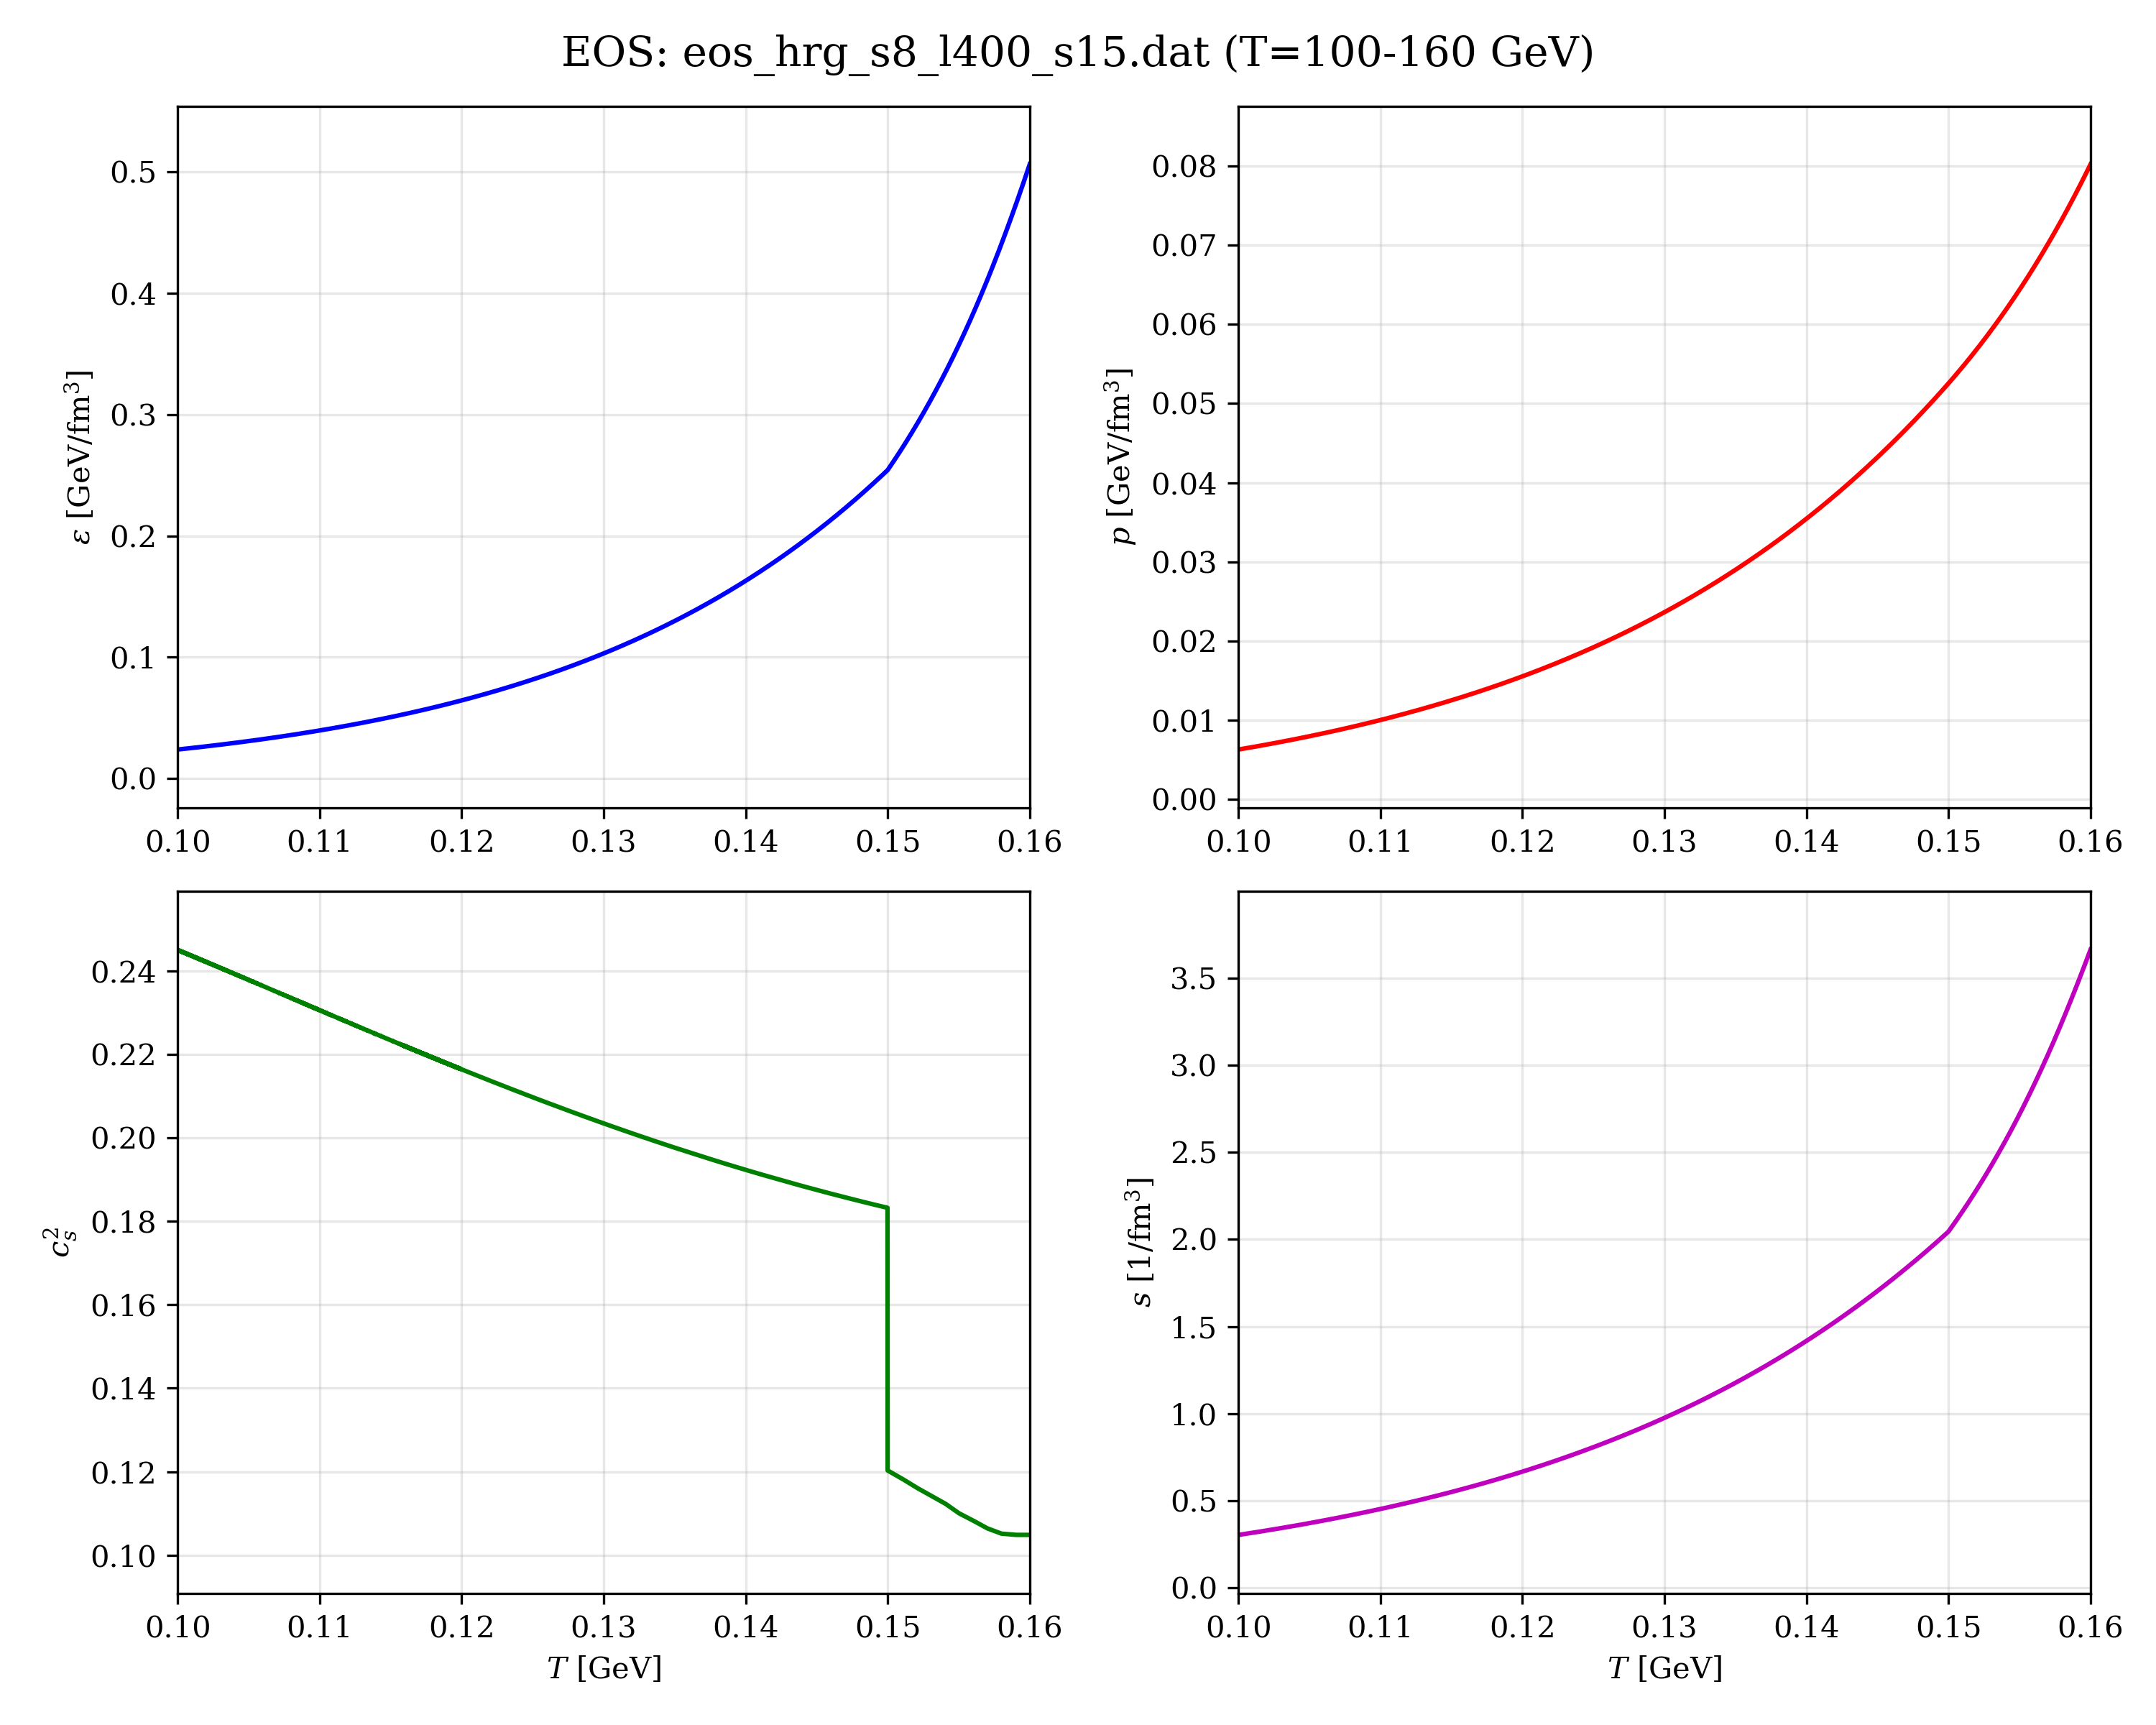 EOS: eos_hrg_s8_l400_s15.dat (T=100-160 GeV)
0.5
0.4
0.3
0.2
0.1
0.0
ε [GeV/fm³]
0.10 0.11 0.12 0.13 0.14 0.15 0.16
0.08
0.07
0.06
0.05
0.04
0.03
0.02
0.01
0.00
p [GeV/fm³]
0.10 0.11 0.12 0.13 0.14 0.15 0.16
0.24
0.22
0.20
0.18
0.16
0.14
0.12
0.10
c_s^2
0.10 0.11 0.12 0.13 0.14 0.15 0.16
T [GeV]
3.5
3.0
2.5
2.0
1.5
1.0
0.5
0.0
s [1/fm³]
0.10 0.11 0.12 0.13 0.14 0.15 0.16
T [GeV]